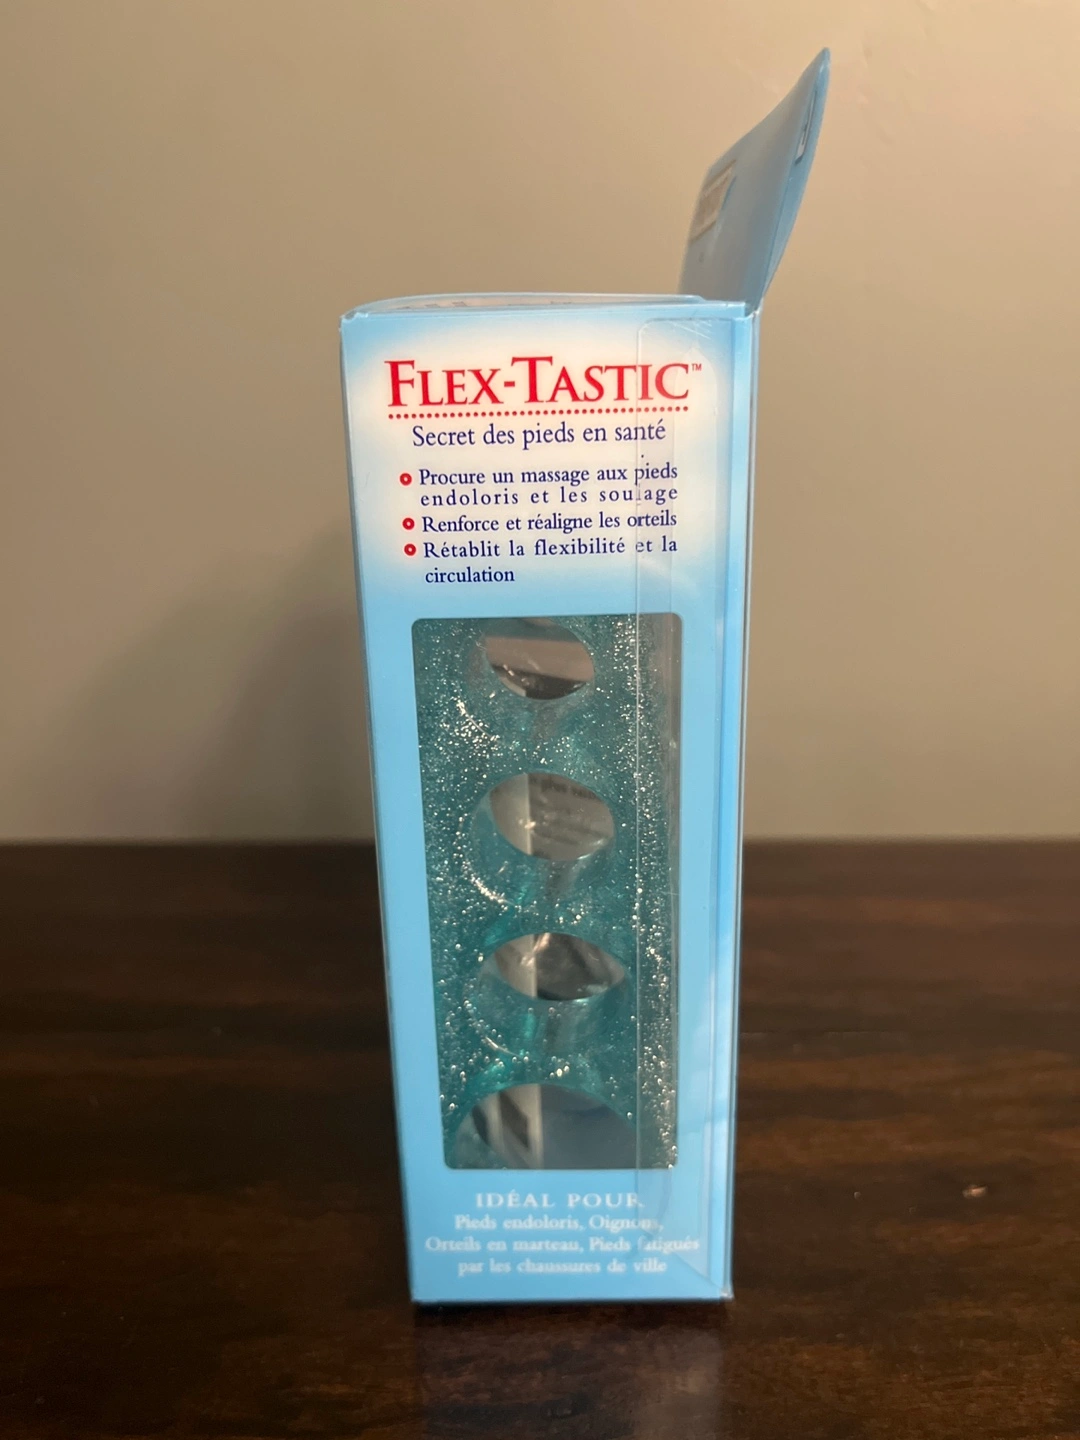 FLEX-TASTIC™
Secret des pieds en santé
Procure un massage aux pieds
endoloris et les soulage
Renforce et réaligne les orteils
Rétablit la flexibilité et la
circulation
IDÉAL POUR
Pieds endoloris, Oignons,
Orteils en marteau, Pieds fatigués
par les chaussures de ville